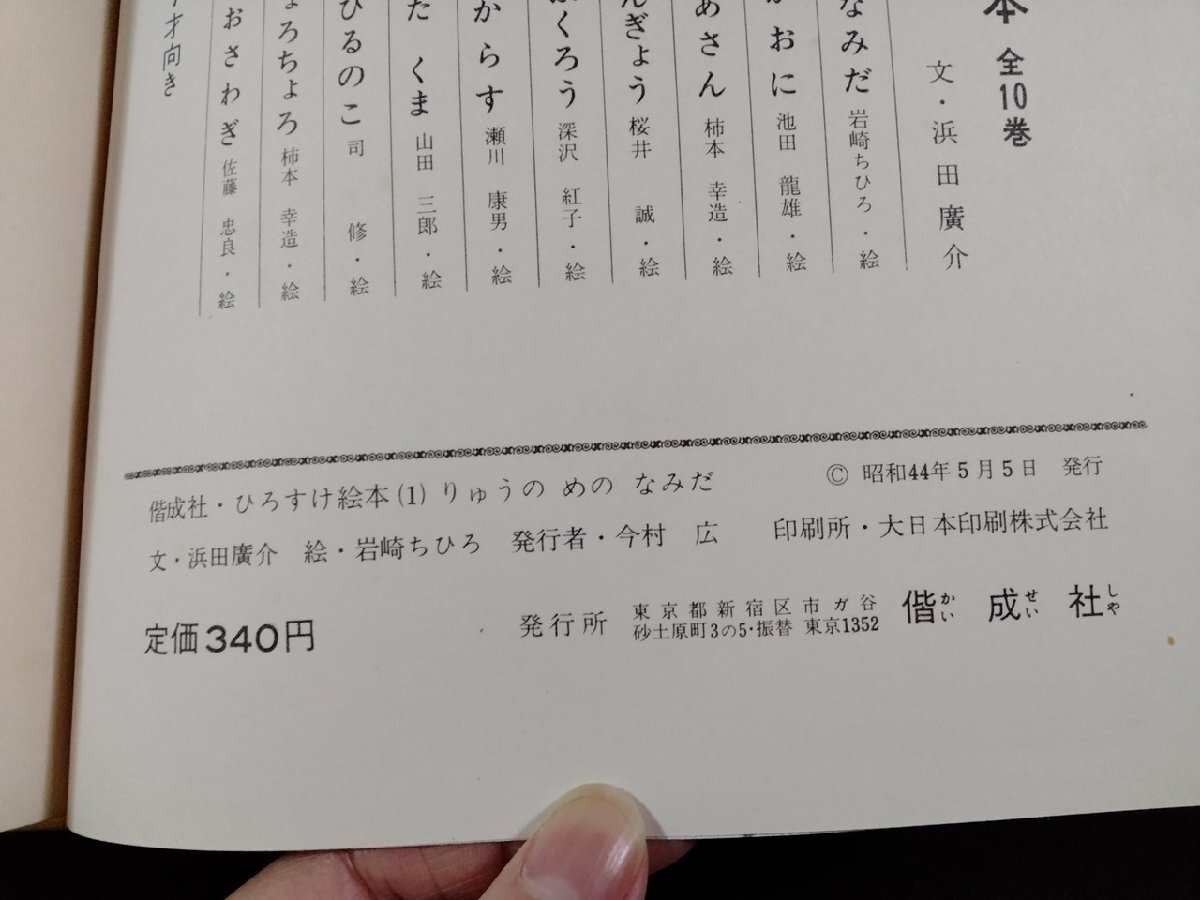 本 全10巻
文・浜田廣介
なみだ 岩崎ちひろ・絵
おに 池田 龍雄・絵
あさん 柿本 幸造・絵
んぎょう 桜井 誠・絵
くろう 深沢 紅子・絵
からす 瀬川 康男・絵
た くま 山田 三郎・絵
ひるのこ 司 修・絵
ょろちょろ 柿本 幸造・絵
おさわぎ 佐藤 忠良・絵
才向き
偕成社・ひろすけ絵本(1) りゅうの めの なみだ © 昭和44年5月5日 発行
文・浜田廣介 絵・岩崎ちひろ 発行者・今村 広 印刷所・大日本印刷株式会社
定価340円
発行所 東京都新宿区市ガ谷
砂土原町3の5・振替 東京1352
偕成社
かい せい しゃ